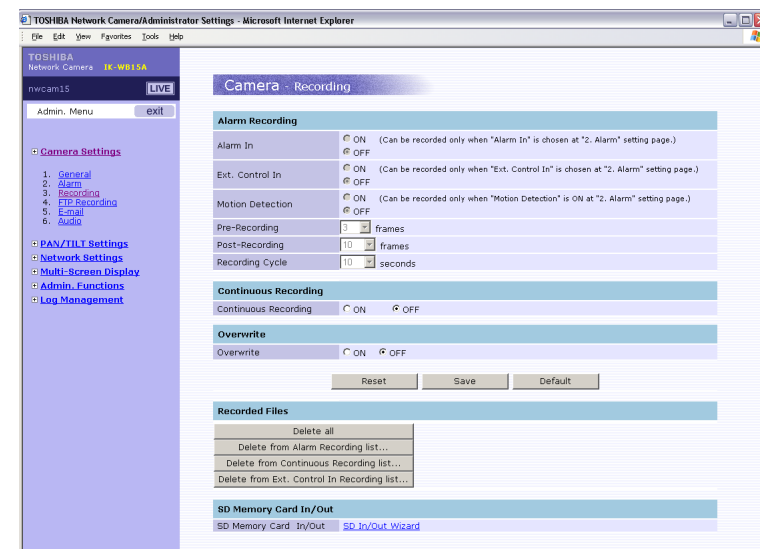 TOSHIBA Network Camera/Administrator Settings - Microsoft Internet Explorer
File Edit View Favorites Tools Help
TOSHIBA
Network Camera IK-WB15A
nwcam15 LIVE
Admin. Menu exit
Camera Settings
1. General
2. Alarm
3. Recording
4. FTP Recording
5. E-mail
6. Audio
PAN/TILT Settings
Network Settings
Multi-Screen Display
Admin. Functions
Log Management
Camera - Recording
Alarm Recording
Alarm In ON (Can be recorded only when "Alarm In" is chosen at "2. Alarm" setting page.)
OFF
Ext. Control In ON (Can be recorded only when "Ext. Control In" is chosen at "2. Alarm" setting page.)
OFF
Motion Detection ON (Can be recorded only when "Motion Detection" is ON at "2. Alarm" setting page.)
OFF
Pre-Recording 3 frames
Post-Recording 10 frames
Recording Cycle 10 seconds
Continuous Recording
Continuous Recording ON OFF
Overwrite
Overwrite ON OFF
Reset Save Default
Recorded Files
Delete all
Delete from Alarm Recording list...
Delete from Continuous Recording list...
Delete from Ext. Control In Recording list...
SD Memory Card In/Out
SD Memory Card In/Out SD In/Out Wizard